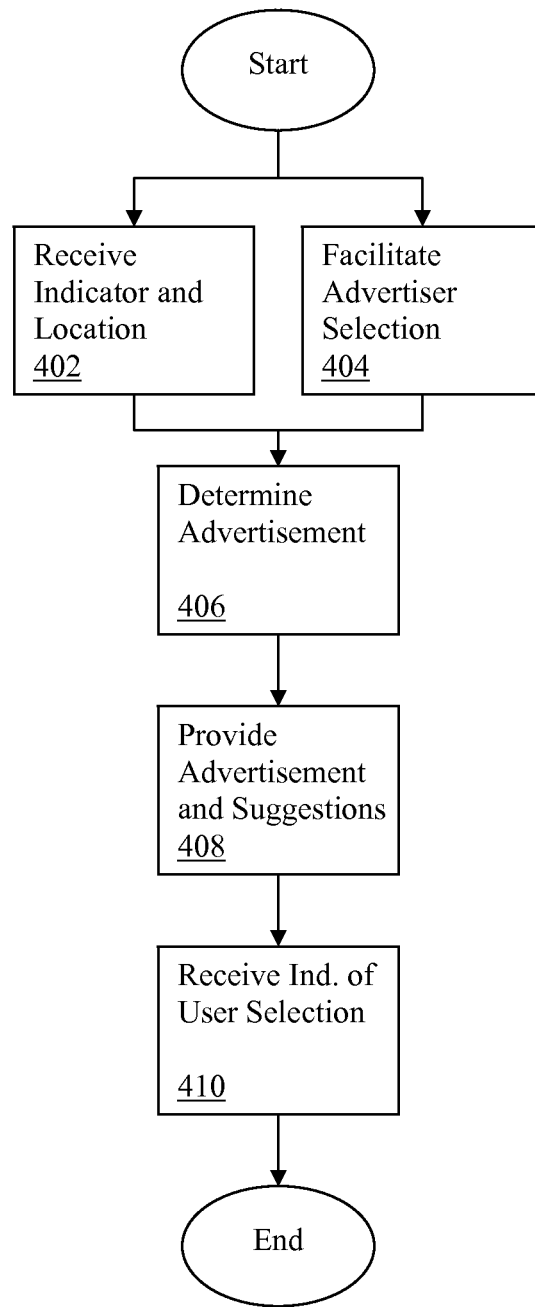 Start
Receive
Indicator and
Location
402
Facilitate
Advertiser
Selection
404
Determine
Advertisement
406
Provide
Advertisement
and Suggestions
408
Receive Ind. of
User Selection
410
End